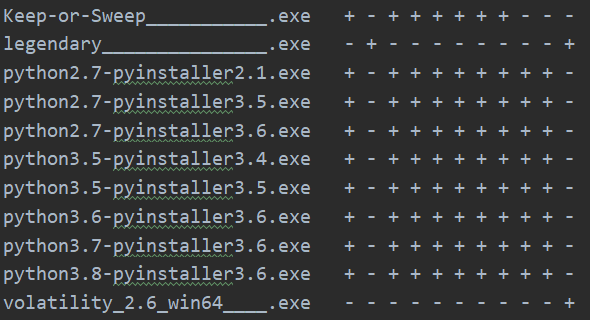 Keep-or-Sweep___________.exe + - + + + + + + - - -
legendary_______________.exe - + - - - - - - - - +
python2.7-pyinstaller2.1.exe + - + + + + + + + + -
python2.7-pyinstaller3.5.exe + - + + + + + + + + -
python2.7-pyinstaller3.6.exe + - + + + + + + + + -
python3.5-pyinstaller3.4.exe + - + + + + + + + + -
python3.5-pyinstaller3.5.exe + - + + + + + + + + -
python3.6-pyinstaller3.6.exe + - + + + + + + + + -
python3.7-pyinstaller3.6.exe + - + + + + + + + + -
python3.8-pyinstaller3.6.exe + - + + + + + + + + -
volatility_2.6_win64____.exe - - - - - - - - - - +